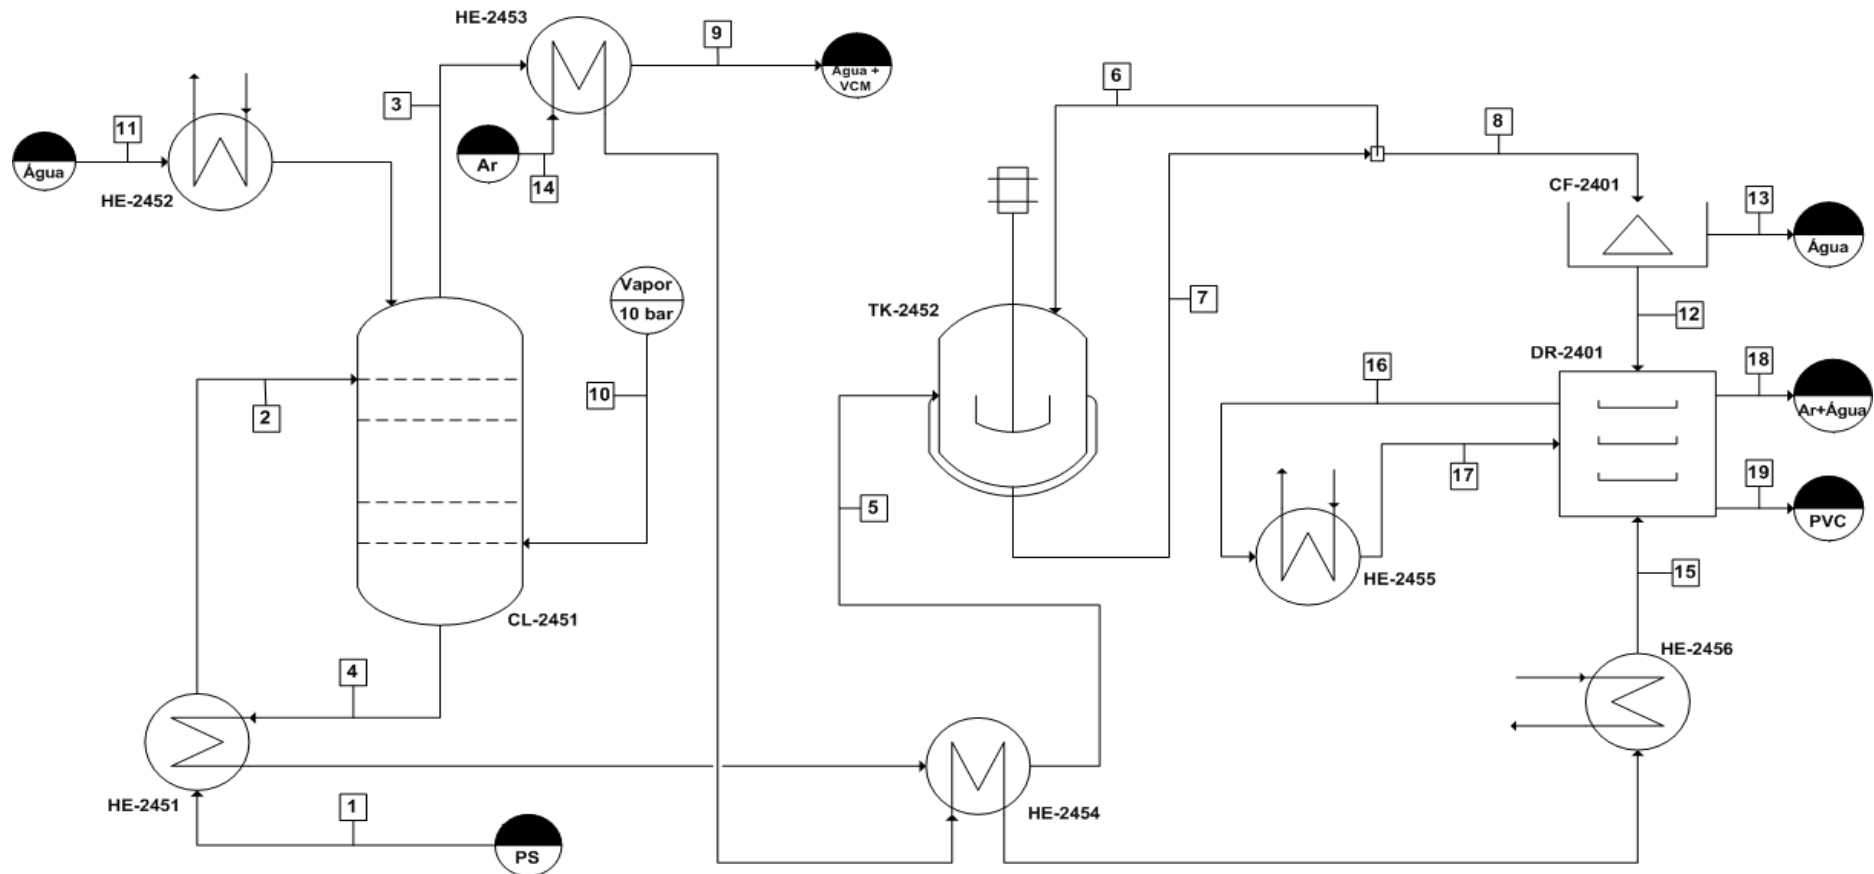 HE-2453
9
Água +
VCM
6
3
11
8
Água
Ar
14
HE-2452
CF-2401
13
Água
Vapor
10 bar
TK-2452
7
12
DR-2401
2
10
16
18
Ar+Água
17
19
PVC
5
HE-2455
15
CL-2451
HE-2456
4
HE-2451
1
HE-2454
PS